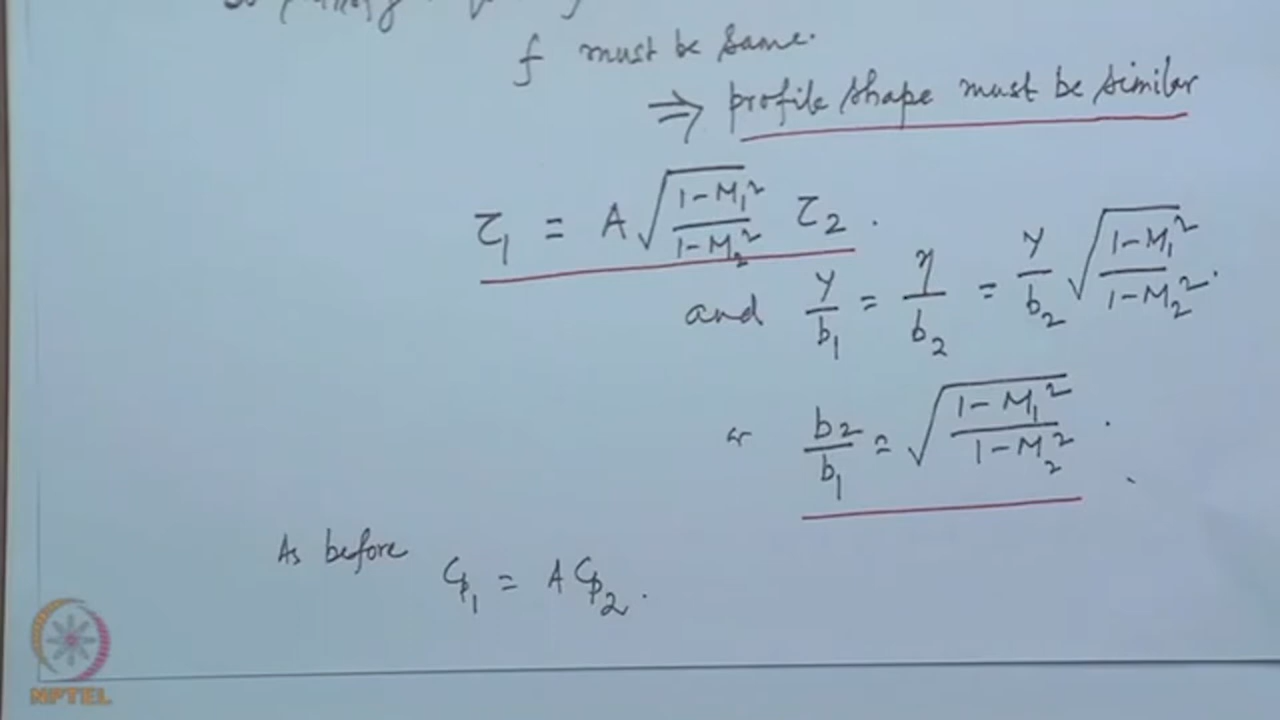 f must be same.
⇒ profile shape must be similar
τ₁ = A √((1-M₁²)/(1-M₂²)) τ₂ .
and y/b₁ = η/b₂ = y/b₂ √((1-M₁²)/(1-M₂²)) .
or b₂/b₁ = √((1-M₁²)/(1-M₂²)) .
As before Cp₁ = A Cp₂ .
NPTEL